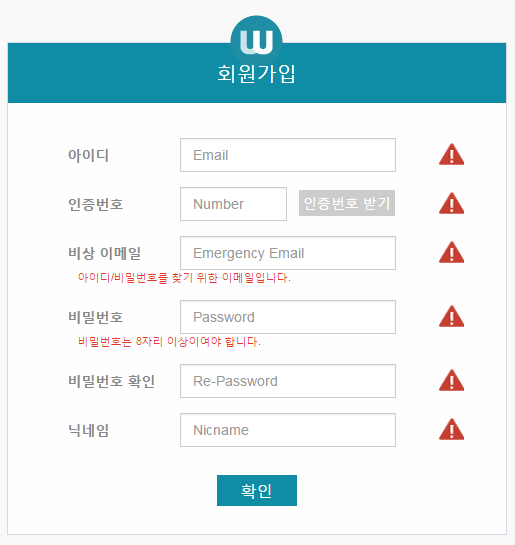 w
회원가입
아이디 Email
인증번호 Number 인증번호 받기
비상 이메일 Emergency Email
아이디/비밀번호를 찾기 위한 이메일입니다.
비밀번호 Password
비밀번호는 8자리 이상이여야 합니다.
비밀번호 확인 Re-Password
닉네임 Nicname
확인